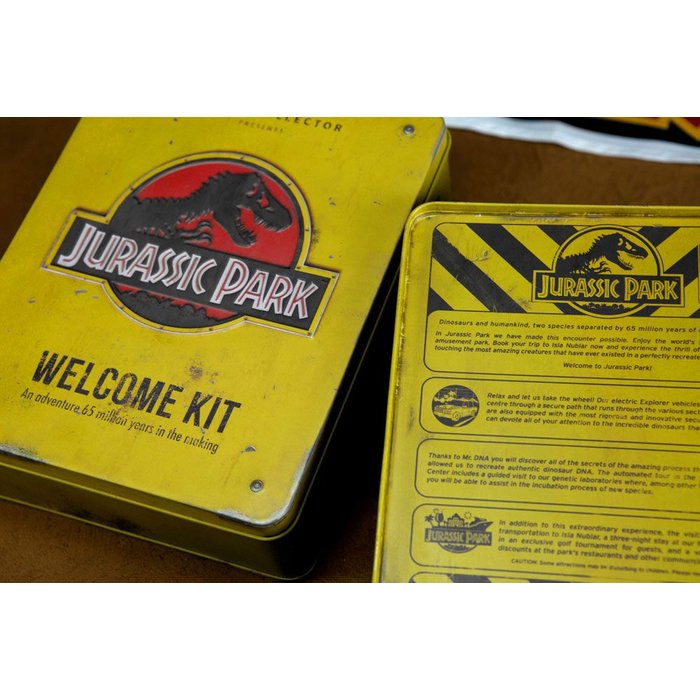 LECTOR
PRESENTS
JURASSIC PARK
WELCOME KIT
An adventure 65 million years in the making
JURASSIC PARK
Dinosaurs and humankind, two species separated by 65 million years of
In Jurassic Park we have made this encounter possible. Enjoy the world's
amusement park. Book your trip to Isla Nublar now and experience the thrill of
touching the most amazing creatures that have ever existed in a perfectly recreate
Welcome to Jurassic Park!
Relax and let us take the wheel! Our electric Explorer vehicles
centre through a secure path that runs through the various secu
are also equipped with the most rigorous and innovative secu
can devote all of your attention to the incredible dinosaurs tha
Thanks to Mr. DNA you will discover all of the secrets of the amazing process th
allowed us to recreate authentic dinosaur DNA. The automated tour in the
Center includes a guided visit to our genetic laboratories where, among other
you will be able to assist in the incubation process of new species.
JURASSIC PARK
In addition to this extraordinary experience, the visit
transportation to Isla Nublar, a three-night stay at our
in an exclusive golf tournament for guests, and a
discounts at the park's restaurants and other comme
CAUTION: Some attractions may be disturbing to children. Please